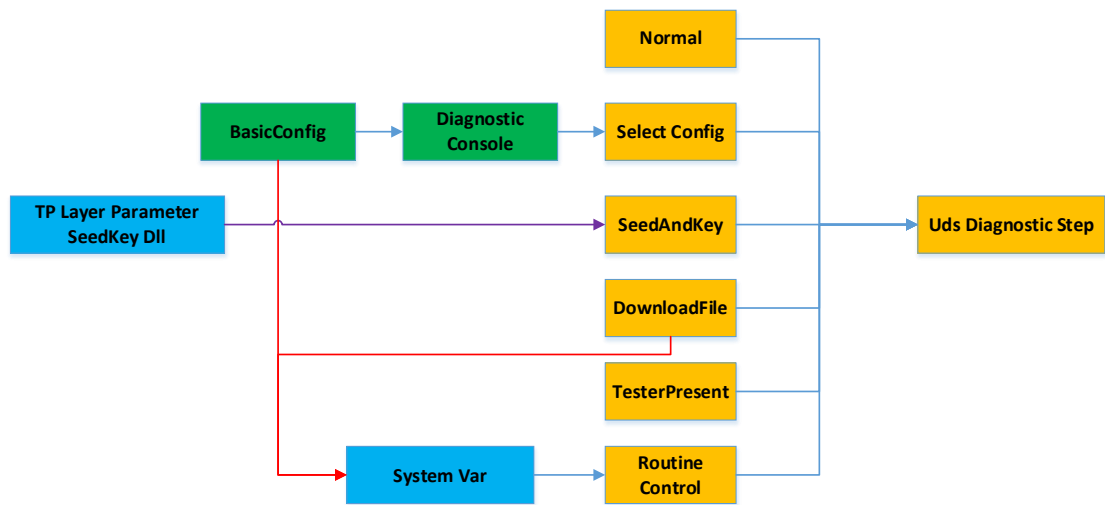 Normal
BasicConfig
Diagnostic
Console
Select Config
TP Layer Parameter
SeedKey Dll
SeedAndKey
Uds Diagnostic Step
DownloadFile
TesterPresent
System Var
Routine
Control